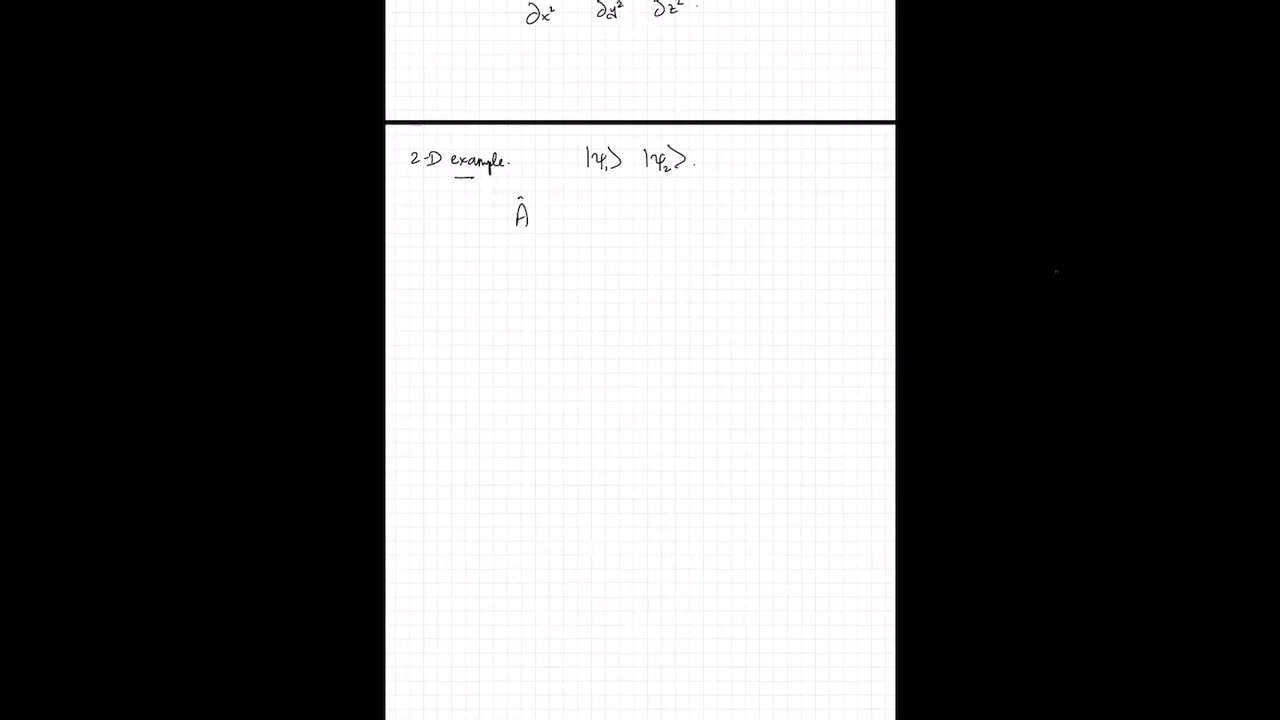 ∂x² ∂y² ∂z² .
2-D example. |ψ₁⟩ |ψ₂⟩ .
Â